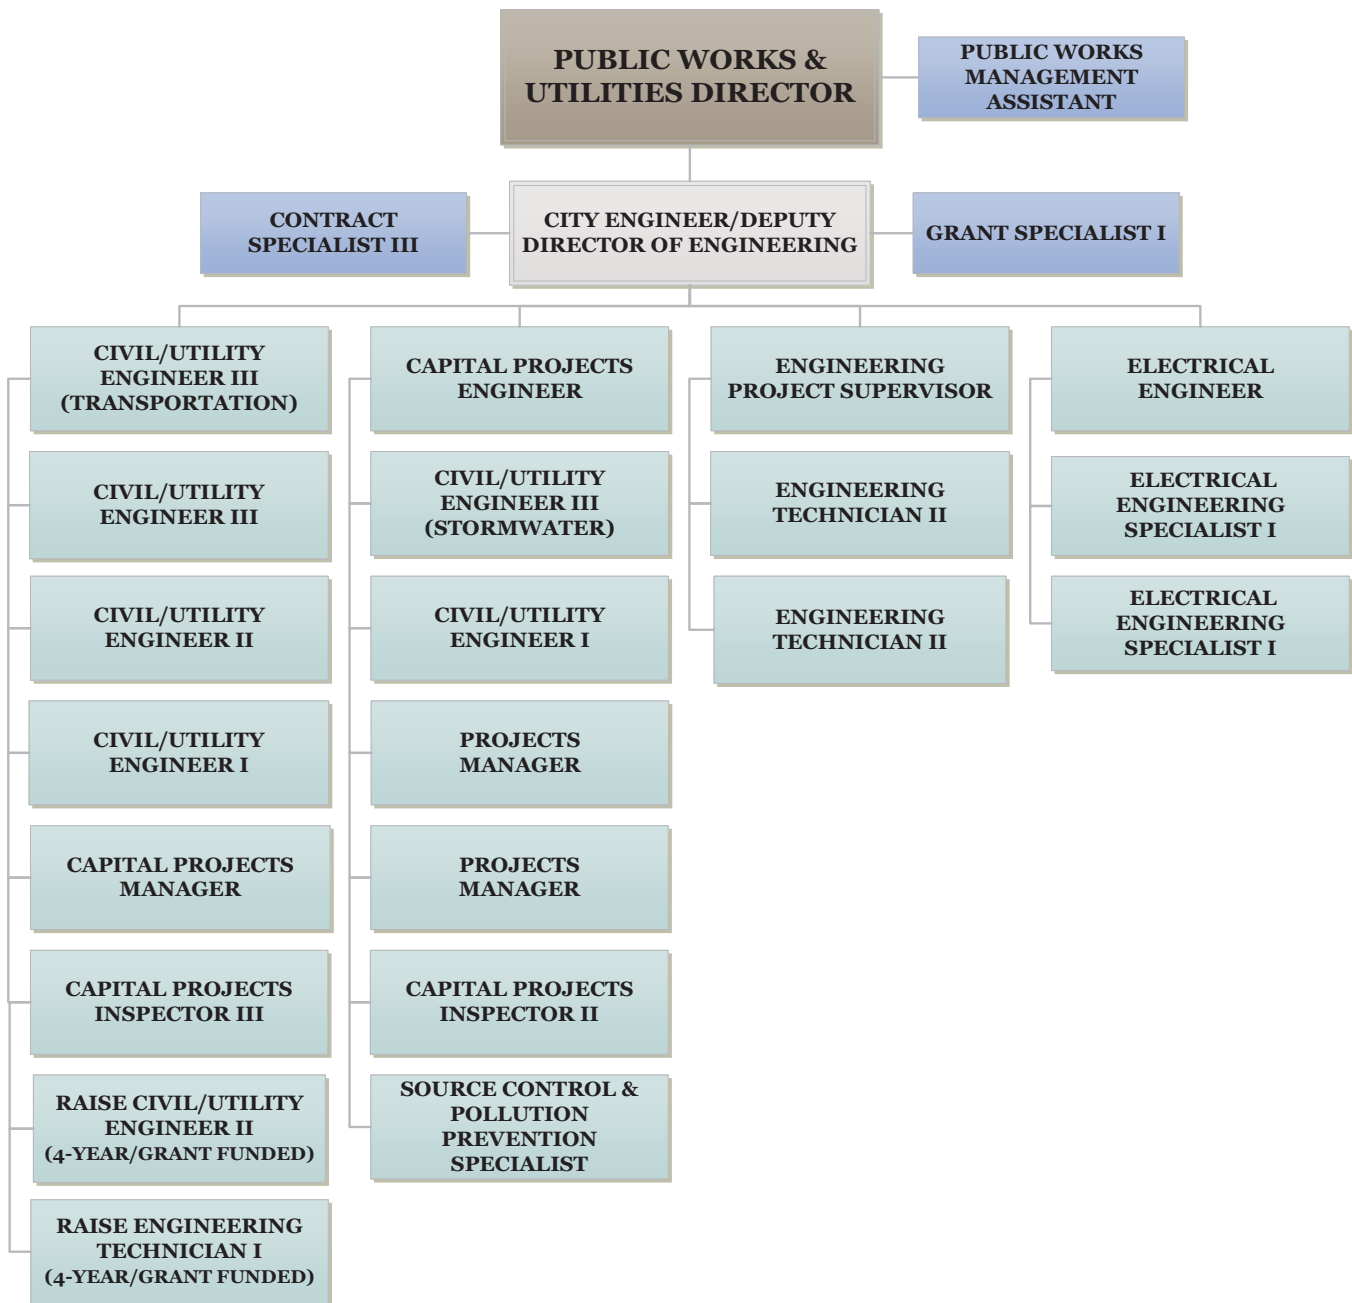 PUBLIC WORKS &
UTILITIES DIRECTOR
PUBLIC WORKS
MANAGEMENT
ASSISTANT
CONTRACT
SPECIALIST III
CITY ENGINEER/DEPUTY
DIRECTOR OF ENGINEERING
GRANT SPECIALIST I
CIVIL/UTILITY
ENGINEER III
(TRANSPORTATION)
CIVIL/UTILITY
ENGINEER III
CIVIL/UTILITY
ENGINEER II
CIVIL/UTILITY
ENGINEER I
CAPITAL PROJECTS
MANAGER
CAPITAL PROJECTS
INSPECTOR III
RAISE CIVIL/UTILITY
ENGINEER II
(4-YEAR/GRANT FUNDED)
RAISE ENGINEERING
TECHNICIAN I
(4-YEAR/GRANT FUNDED)
CAPITAL PROJECTS
ENGINEER
CIVIL/UTILITY
ENGINEER III
(STORMWATER)
CIVIL/UTILITY
ENGINEER I
PROJECTS
MANAGER
PROJECTS
MANAGER
CAPITAL PROJECTS
INSPECTOR II
SOURCE CONTROL &
POLLUTION
PREVENTION
SPECIALIST
ENGINEERING
PROJECT SUPERVISOR
ENGINEERING
TECHNICIAN II
ENGINEERING
TECHNICIAN II
ELECTRICAL
ENGINEER
ELECTRICAL
ENGINEERING
SPECIALIST I
ELECTRICAL
ENGINEERING
SPECIALIST I